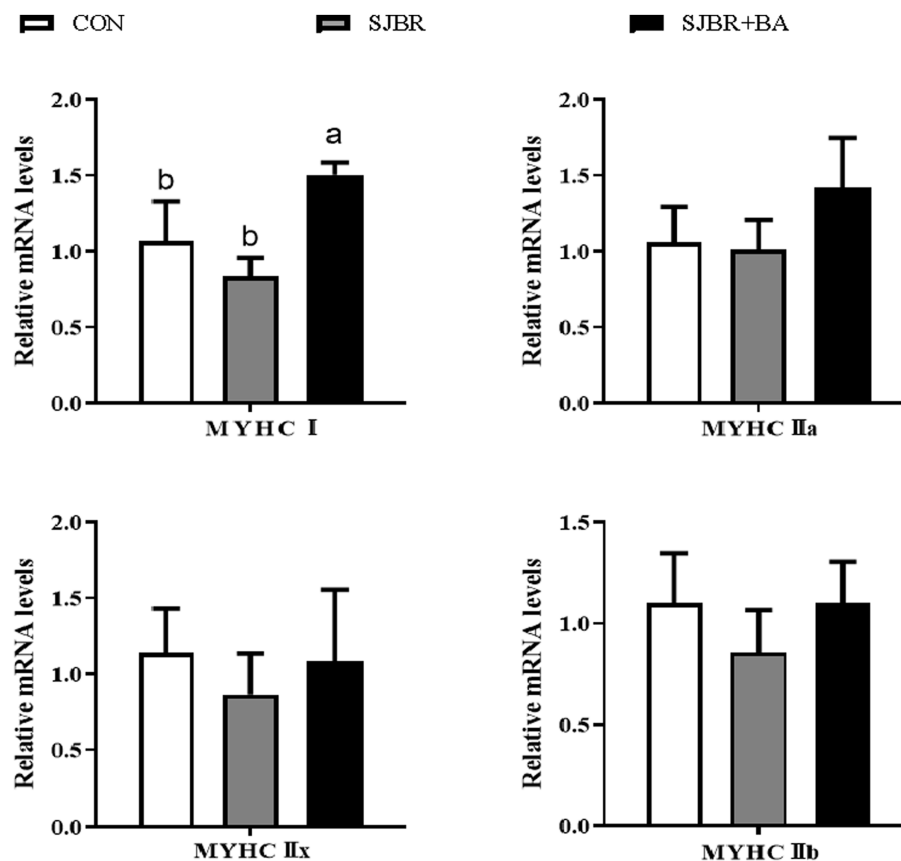 CON
SJBR
SJBR+BA
Relative mRNA levels
2.0
1.5
1.0
0.5
0.0
b
b
a
MYHC Ⅰ
Relative mRNA levels
2.0
1.5
1.0
0.5
0.0
MYHC Ⅱa
Relative mRNA levels
2.0
1.5
1.0
0.5
0.0
MYHC Ⅱx
Relative mRNA levels
1.5
1.0
0.5
0.0
MYHC Ⅱb